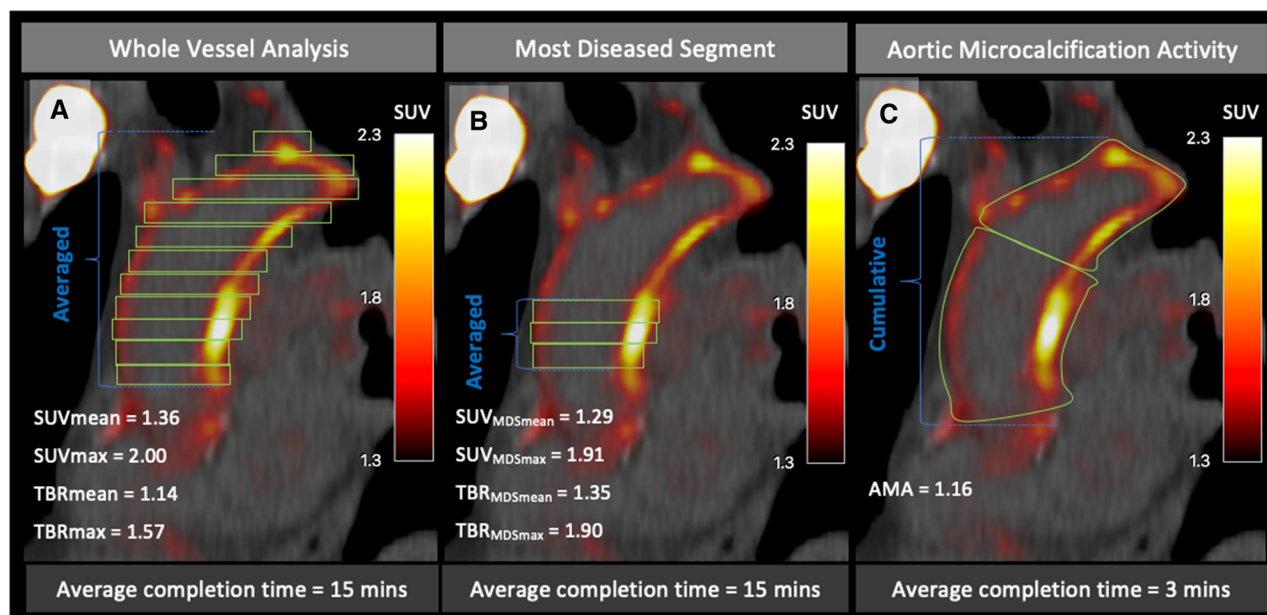 Whole Vessel Analysis
A
SUV
2.3
1.8
1.3
Averaged
SUVmean = 1.36
SUVmax = 2.00
TBRmean = 1.14
TBRmax = 1.57
Average completion time = 15 mins
Most Diseased Segment
B
SUV
2.3
1.8
1.3
Averaged
SUVMDSmean = 1.29
SUVMDSmax = 1.91
TBRMDSmean = 1.35
TBRMDSmax = 1.90
Average completion time = 15 mins
Aortic Microcalcification Activity
C
SUV
2.3
1.8
1.3
Cumulative
AMA = 1.16
Average completion time = 3 mins